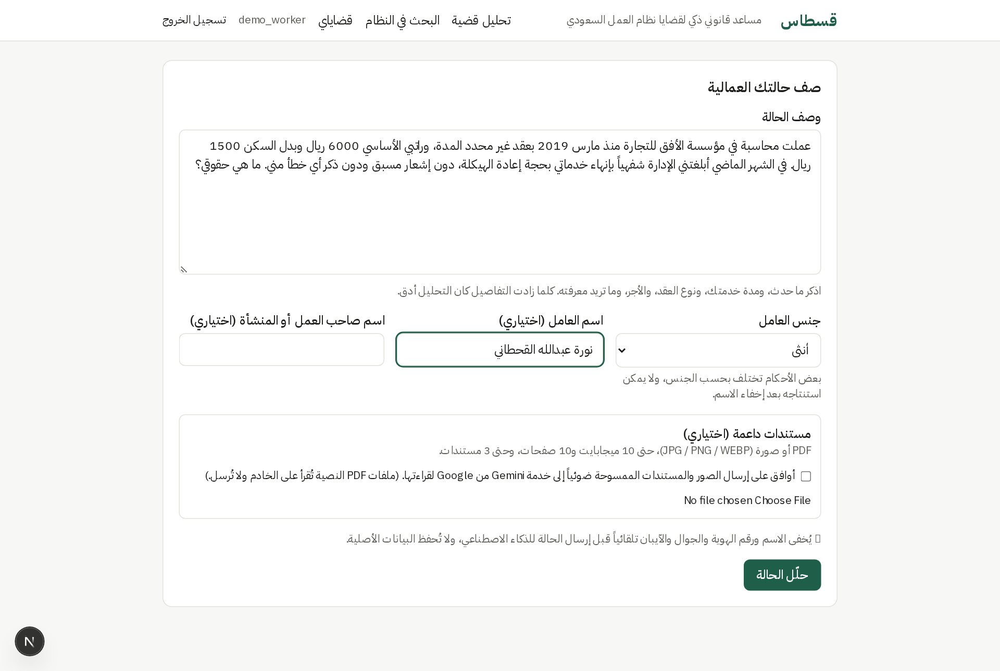 قسطاس
مساعد قانوني ذكي لقضايا نظام العمل السعودي
تحليل قضية
البحث في النظام
قضاياي
demo_worker
تسجيل الخروج
صف حالتك العمالية
وصف الحالة
عملت محاسبة في مؤسسة الأفق للتجارة منذ مارس 2019 بعقد غير محدد المدة، وراتبي الأساسي 6000 ريال وبدل السكن 1500
ريال. في الشهر الماضي أبلغتني الإدارة شفهياً بإنهاء خدماتي بحجة إعادة الهيكلة، دون إشعار مسبق ودون ذكر أي خطأ مني. ما هي حقوقي؟
اذكر ما حدث، ومدة خدمتك، ونوع العقد، والأجر، وما تريد معرفته. كلما زادت التفاصيل كان التحليل أدق.
جنس العامل
أنثى
بعض الأحكام تختلف بحسب الجنس، ولا يمكن
استنتاجه بعد إخفاء الاسم.
اسم العامل (اختياري)
نورة عبدالله القحطاني
اسم صاحب العمل أو المنشأة (اختياري)
مستندات داعمة (اختياري)
PDF أو صورة (JPG / PNG / WEBP)، حتى 10 ميجابايت و10 صفحات، وحتى 3 مستندات.
أوافق على إرسال الصور والمستندات الممسوحة ضوئياً إلى خدمة Gemini من Google لقراءتها. (ملفات PDF النصية تُقرأ على الخادم ولا تُرسل.)
No file chosen Choose File
يُخفى الاسم ورقم الهوية والجوال والآيبان تلقائياً قبل إرسال الحالة للذكاء الاصطناعي، ولا تُحفظ البيانات الأصلية.
حلّل الحالة
N